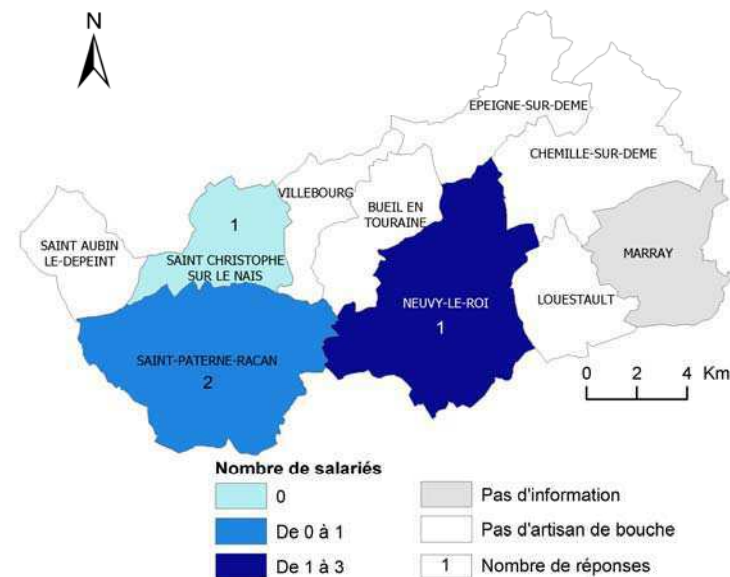 N
EPEIGNE-SUR-DEME
CHEMILLE-SUR-DEME
VILLEBOURG
BUEIL EN
TOURAINE
1
SAINT AUBIN
LE-DEPEINT
SAINT CHRISTOPHE
SUR LE NAIS
MARRAY
NEUVY-LE-ROI
1
LOUESTAULT
SAINT-PATERNE-RACAN
2
0 2 4 Km
Nombre de salariés
0
De 0 à 1
De 1 à 3
Pas d'information
Pas d'artisan de bouche
1 Nombre de réponses